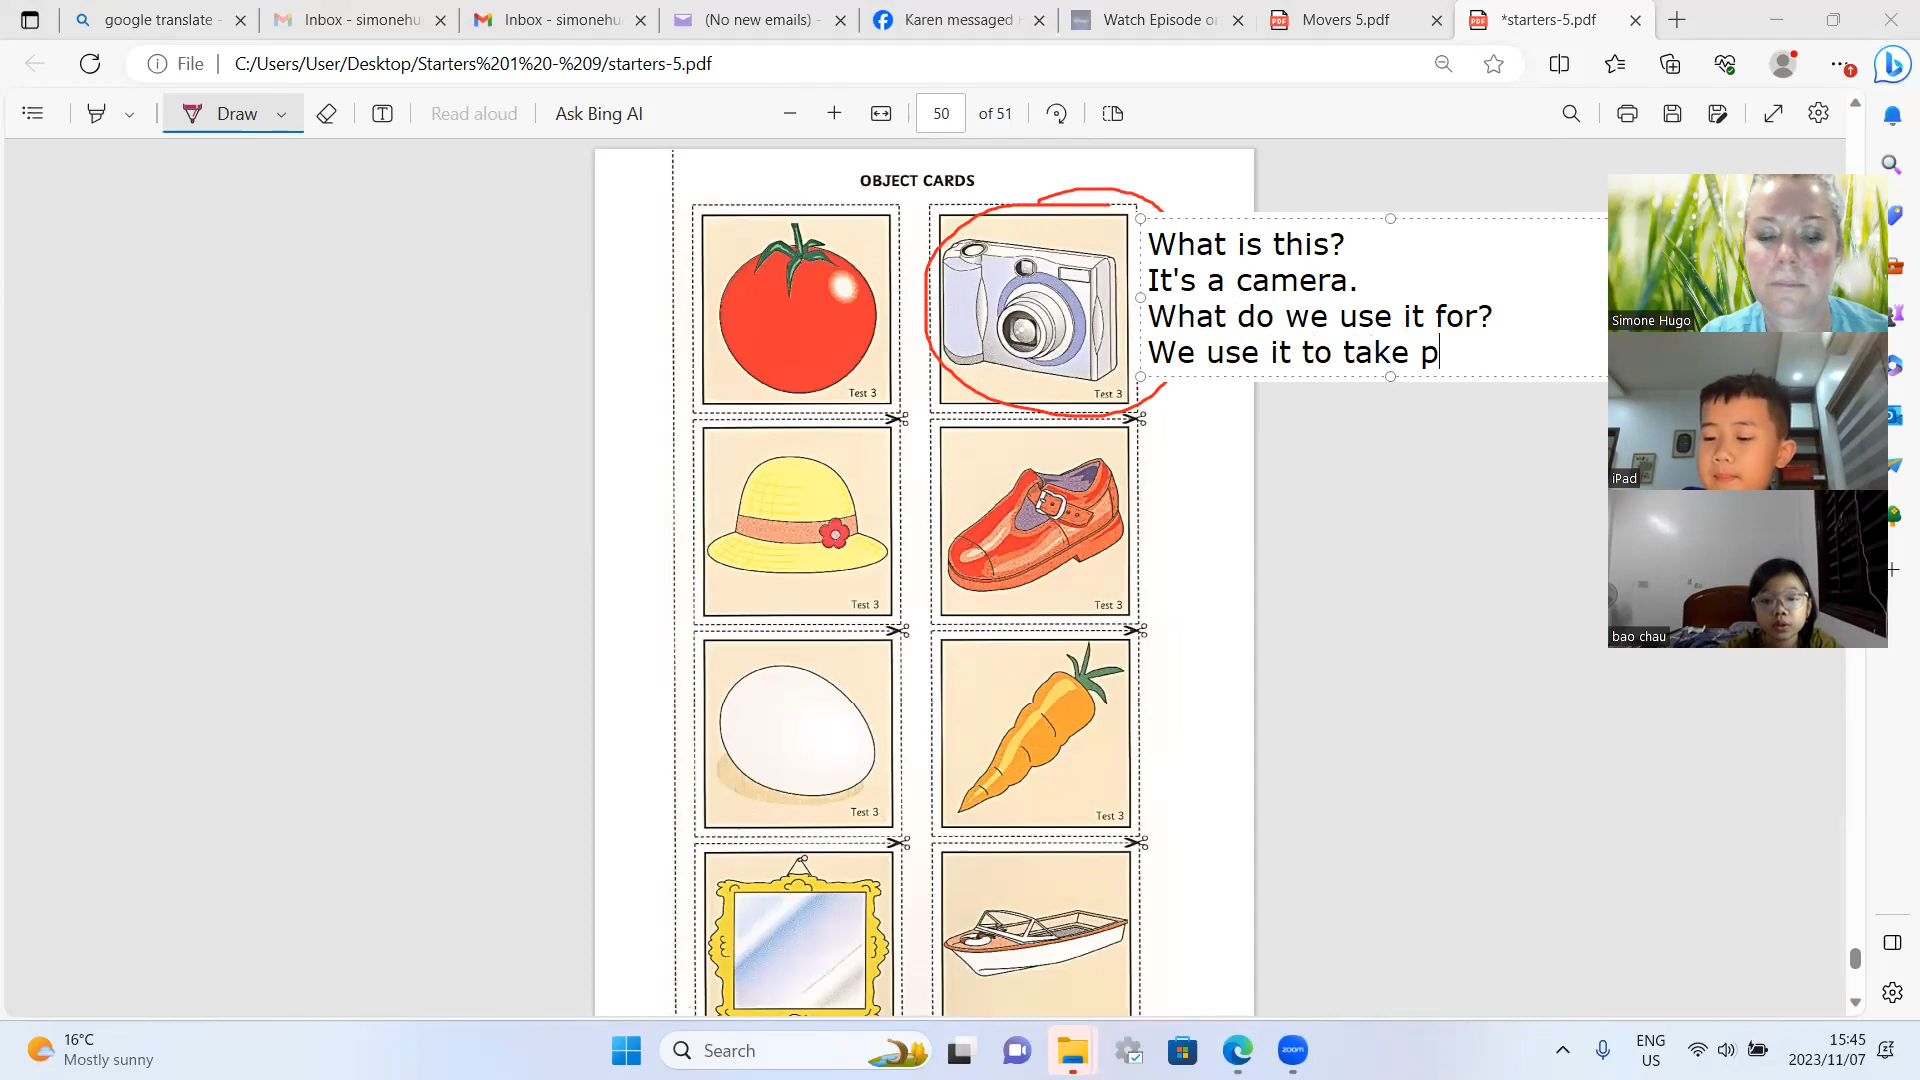 google translate -
Inbox - simonehu
Inbox - simonehu
(No new emails) -
Karen messaged
Watch Episode on
Movers 5.pdf
*starters-5.pdf
File
C:/Users/User/Desktop/Starters%201%20-%209/starters-5.pdf
Draw
Read aloud
Ask Bing AI
50
of 51
OBJECT CARDS
What is this?
It's a camera.
What do we use it for?
We use it to take p
Test 3
Test 3
Test 3
Test 3
Test 3
Test 3
Simone Hugo
iPad
bao chau
16°C
Mostly sunny
Search
zoom
ENG
US
15:45
2023/11/07